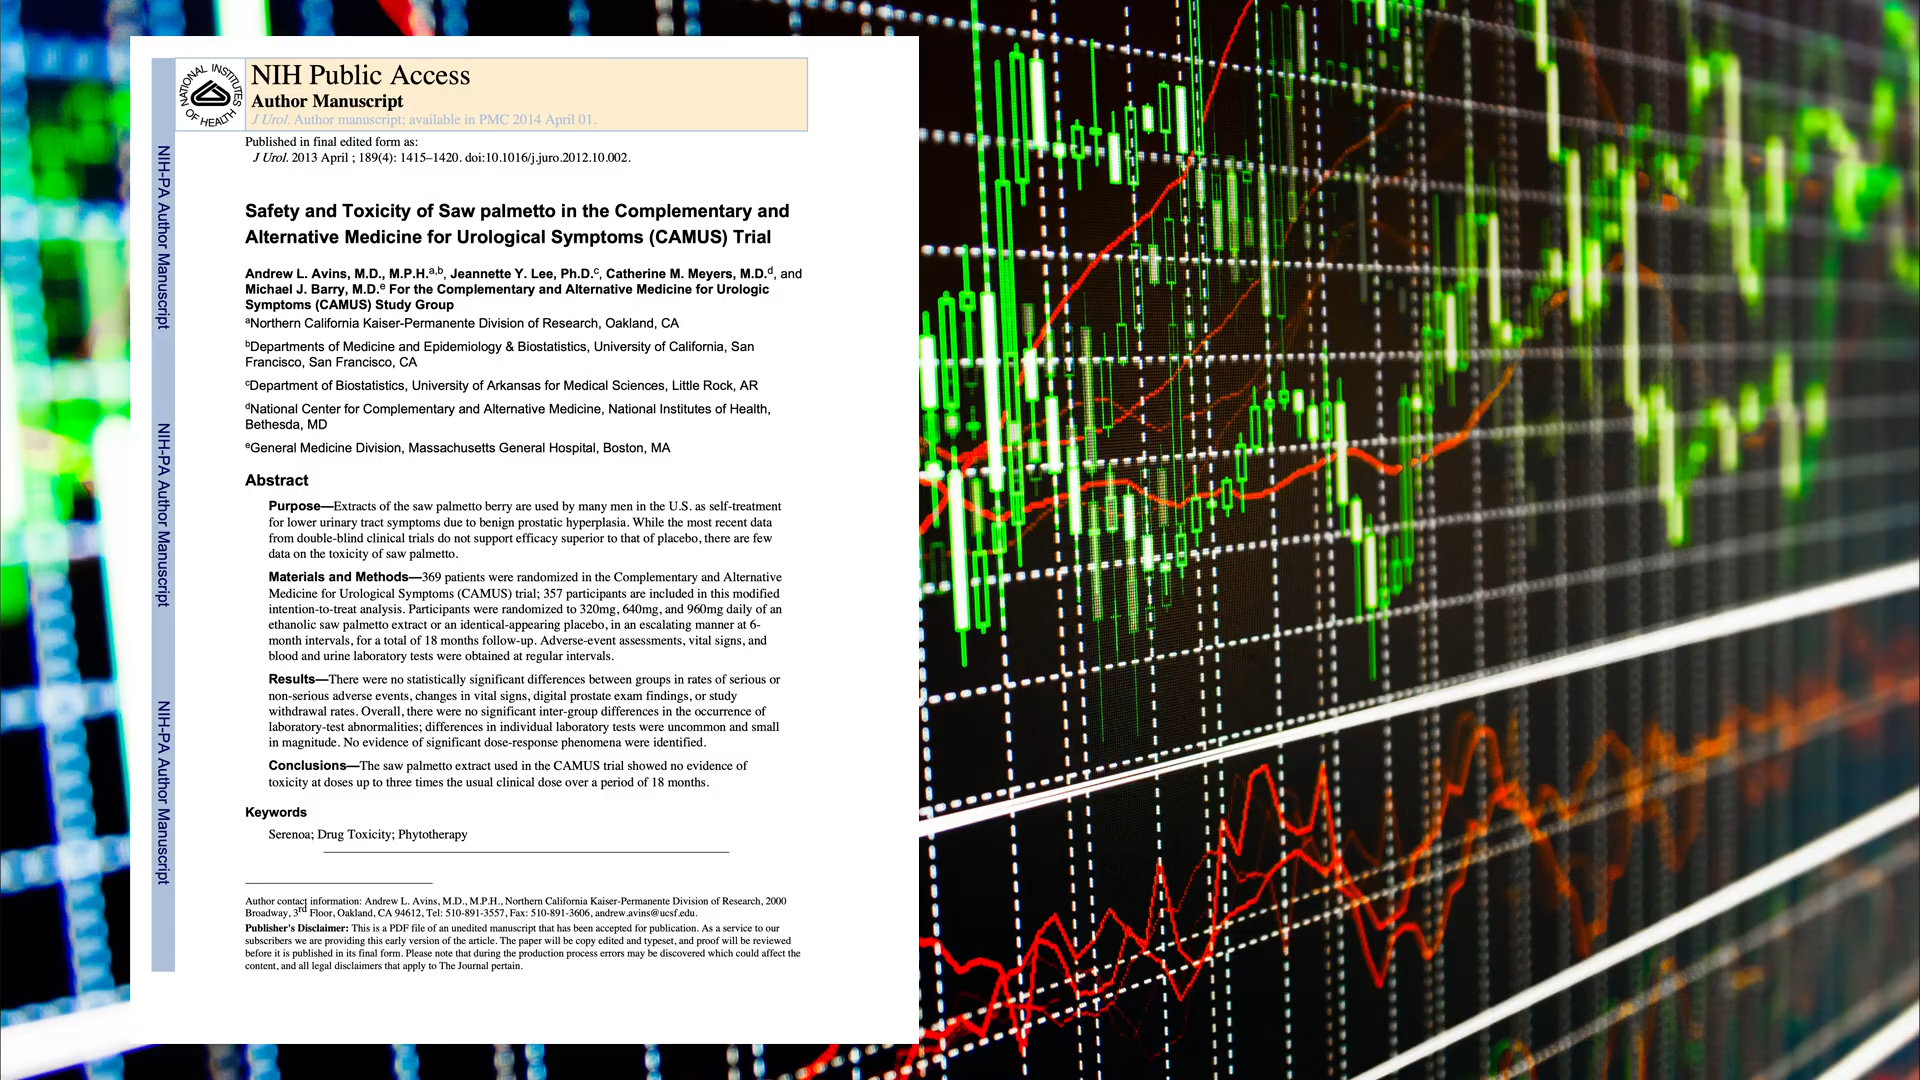 NATIONAL INSTITUTES OF HEALTH
NIH Public Access
Author Manuscript
J Urol. Author manuscript; available in PMC 2014 April 01.
Published in final edited form as:
J Urol. 2013 April ; 189(4): 1415–1420. doi:10.1016/j.juro.2012.10.002.
Safety and Toxicity of Saw palmetto in the Complementary and
Alternative Medicine for Urological Symptoms (CAMUS) Trial
Andrew L. Avins, M.D., M.P.H.a,b, Jeannette Y. Lee, Ph.D.c, Catherine M. Meyers, M.D.d, and
Michael J. Barry, M.D.e For the Complementary and Alternative Medicine for Urologic
Symptoms (CAMUS) Study Group
aNorthern California Kaiser-Permanente Division of Research, Oakland, CA
bDepartments of Medicine and Epidemiology & Biostatistics, University of California, San
Francisco, San Francisco, CA
cDepartment of Biostatistics, University of Arkansas for Medical Sciences, Little Rock, AR
dNational Center for Complementary and Alternative Medicine, National Institutes of Health,
Bethesda, MD
eGeneral Medicine Division, Massachusetts General Hospital, Boston, MA
Abstract
Purpose—Extracts of the saw palmetto berry are used by many men in the U.S. as self-treatment
for lower urinary tract symptoms due to benign prostatic hyperplasia. While the most recent data
from double-blind clinical trials do not support efficacy superior to that of placebo, there are few
data on the toxicity of saw palmetto.
Materials and Methods—369 patients were randomized in the Complementary and Alternative
Medicine for Urological Symptoms (CAMUS) trial; 357 participants are included in this modified
intention-to-treat analysis. Participants were randomized to 320mg, 640mg, and 960mg daily of an
ethanolic saw palmetto extract or an identical-appearing placebo, in an escalating manner at 6-
month intervals, for a total of 18 months follow-up. Adverse-event assessments, vital signs, and
blood and urine laboratory tests were obtained at regular intervals.
Results—There were no statistically significant differences between groups in rates of serious or
non-serious adverse events, changes in vital signs, digital prostate exam findings, or study
withdrawal rates. Overall, there were no significant inter-group differences in the occurrence of
laboratory-test abnormalities; differences in individual laboratory tests were uncommon and small
in magnitude. No evidence of significant dose-response phenomena were identified.
Conclusions—The saw palmetto extract used in the CAMUS trial showed no evidence of
toxicity at doses up to three times the usual clinical dose over a period of 18 months.
Keywords
Serenoa; Drug Toxicity; Phytotherapy
Author contact information: Andrew L. Avins, M.D., M.P.H., Northern California Kaiser-Permanente Division of Research, 2000
Broadway, 3rd Floor, Oakland, CA 94612, Tel: 510-891-3557, Fax: 510-891-3606, andrew.avins@ucsf.edu.
Publisher's Disclaimer: This is a PDF file of an unedited manuscript that has been accepted for publication. As a service to our
subscribers we are providing this early version of the article. The paper will be copy edited and typeset, and proof will be reviewed
before it is published in its final form. Please note that during the production process errors may be discovered which could affect the
content, and all legal disclaimers that apply to The Journal pertain.
NIH-PA Author Manuscript
NIH-PA Author Manuscript
NIH-PA Author Manuscript